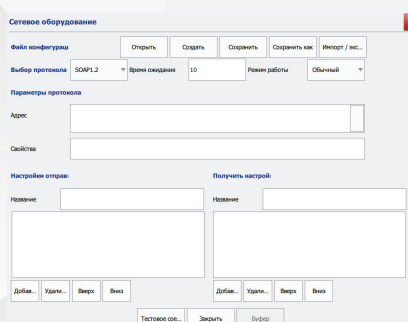 Сетевое оборудование
Файл конфигурац Открыть Создать Сохранить Сохранить как Импорт / экс...
Выбор протокола SOAP1.2 Время ожидания 10 Режим работы Обычный
Параметры протокола
Адрес
Свойства
Настройки отправ Получить настрой
Название Название
Добав... Удали... Вверх Вниз Добав... Удали... Вверх Вниз
Тестовое сое... Закрыть Буфер